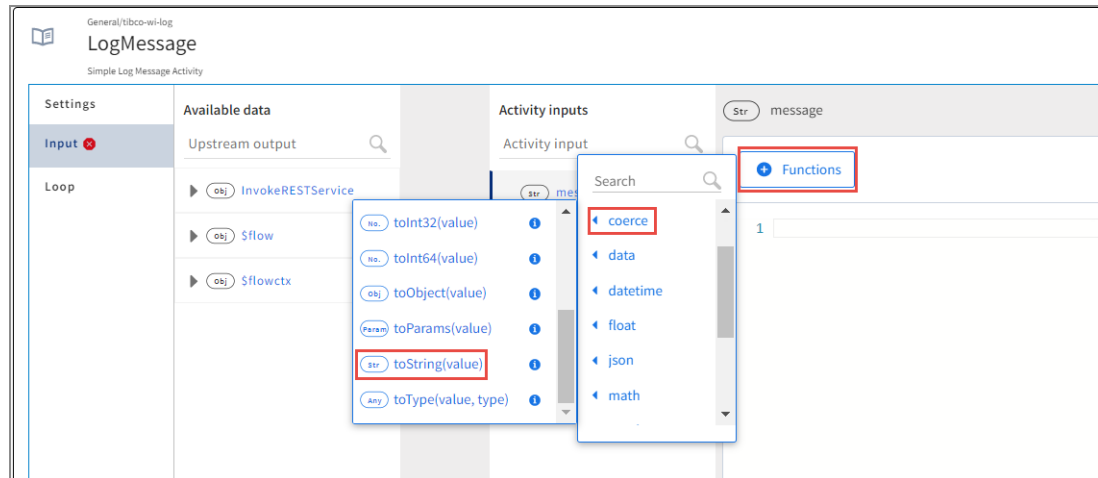 General/tibco-wi-log
LogMessage
Simple Log Message Activity
Settings
Input
Loop
Available data
Upstream output
Obj InvokeRESTService
Obj $flow
Obj $flowctx
Activity inputs
Activity input
Str mes
Str message
Functions
1
Search
coerce
data
datetime
float
json
math
No. toInt32(value)
No. toInt64(value)
Obj toObject(value)
Param toParams(value)
Str toString(value)
Any toType(value, type)